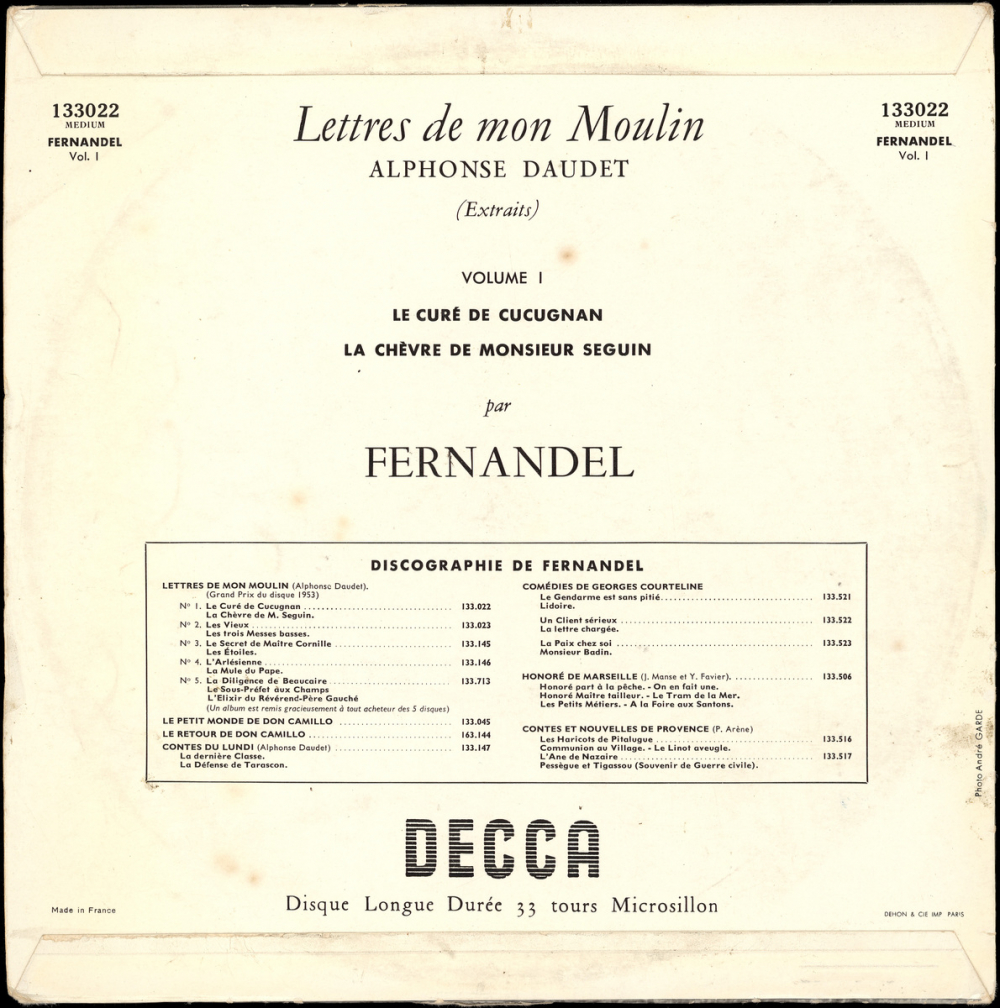 133022
MEDIUM
FERNANDEL
Vol. I
Lettres de mon Moulin
ALPHONSE DAUDET
(Extraits)
133022
MEDIUM
FERNANDEL
Vol. I
VOLUME I
LE CURÉ DE CUCUGNAN
LA CHÈVRE DE MONSIEUR SEGUIN
par
FERNANDEL
DISCOGRAPHIE DE FERNANDEL
LETTRES DE MON MOULIN (Alphonse Daudet).
(Grand Prix du disque 1953)
Nº 1. Le Curé de Cucugnan ........ 133.022
La Chèvre de M. Seguin.
Nº 2. Les Vieux ........ 133.023
Les trois Messes basses.
Nº 3. Le Secret de Maître Cornille ........ 133.145
Les Étoiles.
Nº 4. L'Arlésienne ........ 133.146
La Mule du Pape.
Nº 5. La Diligence de Beaucaire ........ 133.713
Le Sous-Préfet aux Champs
L'Elixir du Révérend-Père Gauché
(Un album est remis gracieusement à tout acheteur des 5 disques)
LE PETIT MONDE DE DON CAMILLO ........ 133.045
LE RETOUR DE DON CAMILLO ........ 163.144
CONTES DU LUNDI (Alphonse Daudet) ........ 133.147
La dernière Classe.
La Défense de Tarascon.
COMÉDIES DE GEORGES COURTELINE
Le Gendarme est sans pitié ........ 133.521
Lidoire.
Un Client sérieux ........ 133.522
La lettre chargée.
La Paix chez soi ........ 133.523
Monsieur Badin.
HONORÉ DE MARSEILLE (J. Manse et Y. Favier). ........ 133.506
Honoré part à la pêche. - On en fait une.
Honoré Maître tailleur. - Le Tram de la Mer.
Les Petits Métiers. - A la Foire aux Santons.
CONTES ET NOUVELLES DE PROVENCE (P. Arène)
Les Haricots de Pitalugue ........ 133.516
Communion au Village. - Le Linot aveugle.
L'Ane de Nazaire ........ 133.517
Pessègue et Tigassou (Souvenir de Guerre civile).
Photo André GARDE
DECCA
Disque Longue Durée 33 tours Microsillon
Made in France
DEHON & CIE IMP PARIS